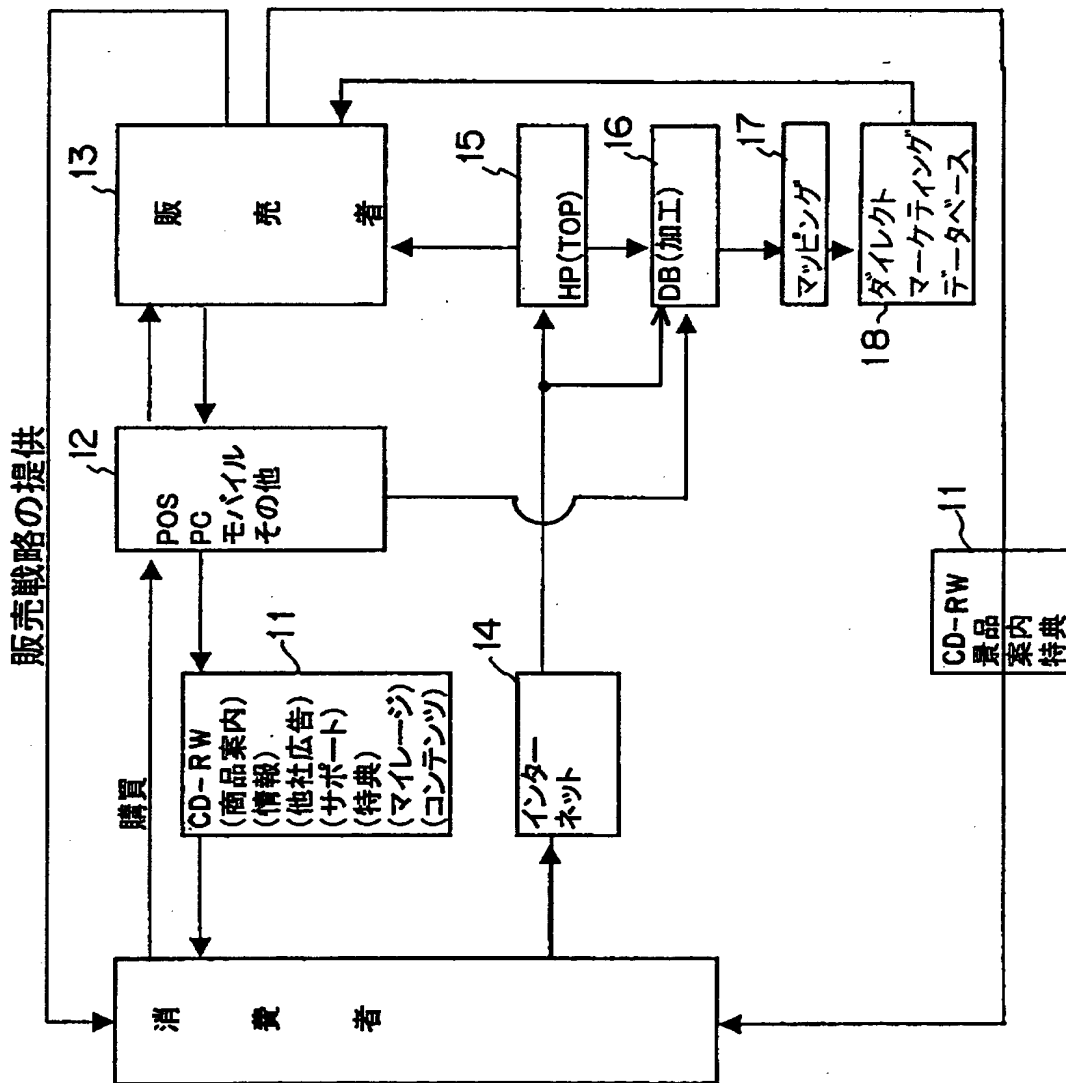 販売戦略の提供
消費者
購買
11
CD-RW
(商品案内)
(情報)
(他社広告)
(サポート)
(特典)
(マイレージ)
(コンテンツ)
12
POS
PC
モバイル
その他
13
販売者
14
インター
ネット
15
HP(TOP)
16
DB(加工)
17
マッピング
18
ダイレクト
マーケティング
データベース
11
CD-RW
景品
案内
特典